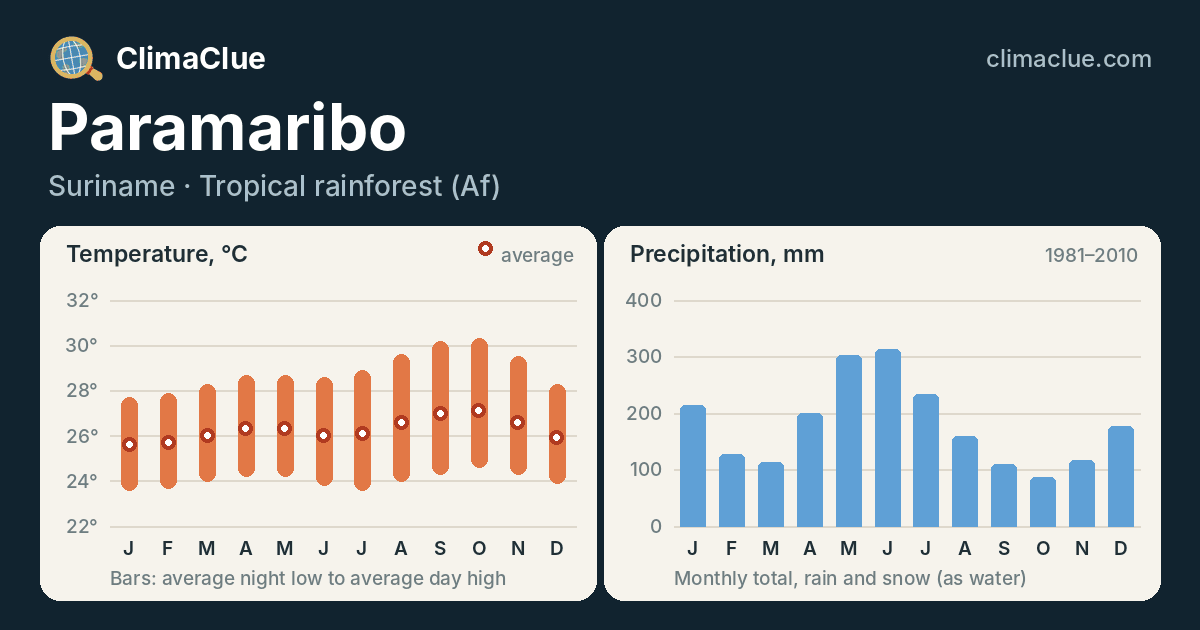 ClimaClue
climaclue.com
Paramaribo
Suriname · Tropical rainforest (Af)
Temperature, °C
average
32°
30°
28°
26°
24°
22°
J F M A M J J A S O N D
Bars: average night low to average day high
Precipitation, mm
1981–2010
400
300
200
100
0
J F M A M J J A S O N D
Monthly total, rain and snow (as water)